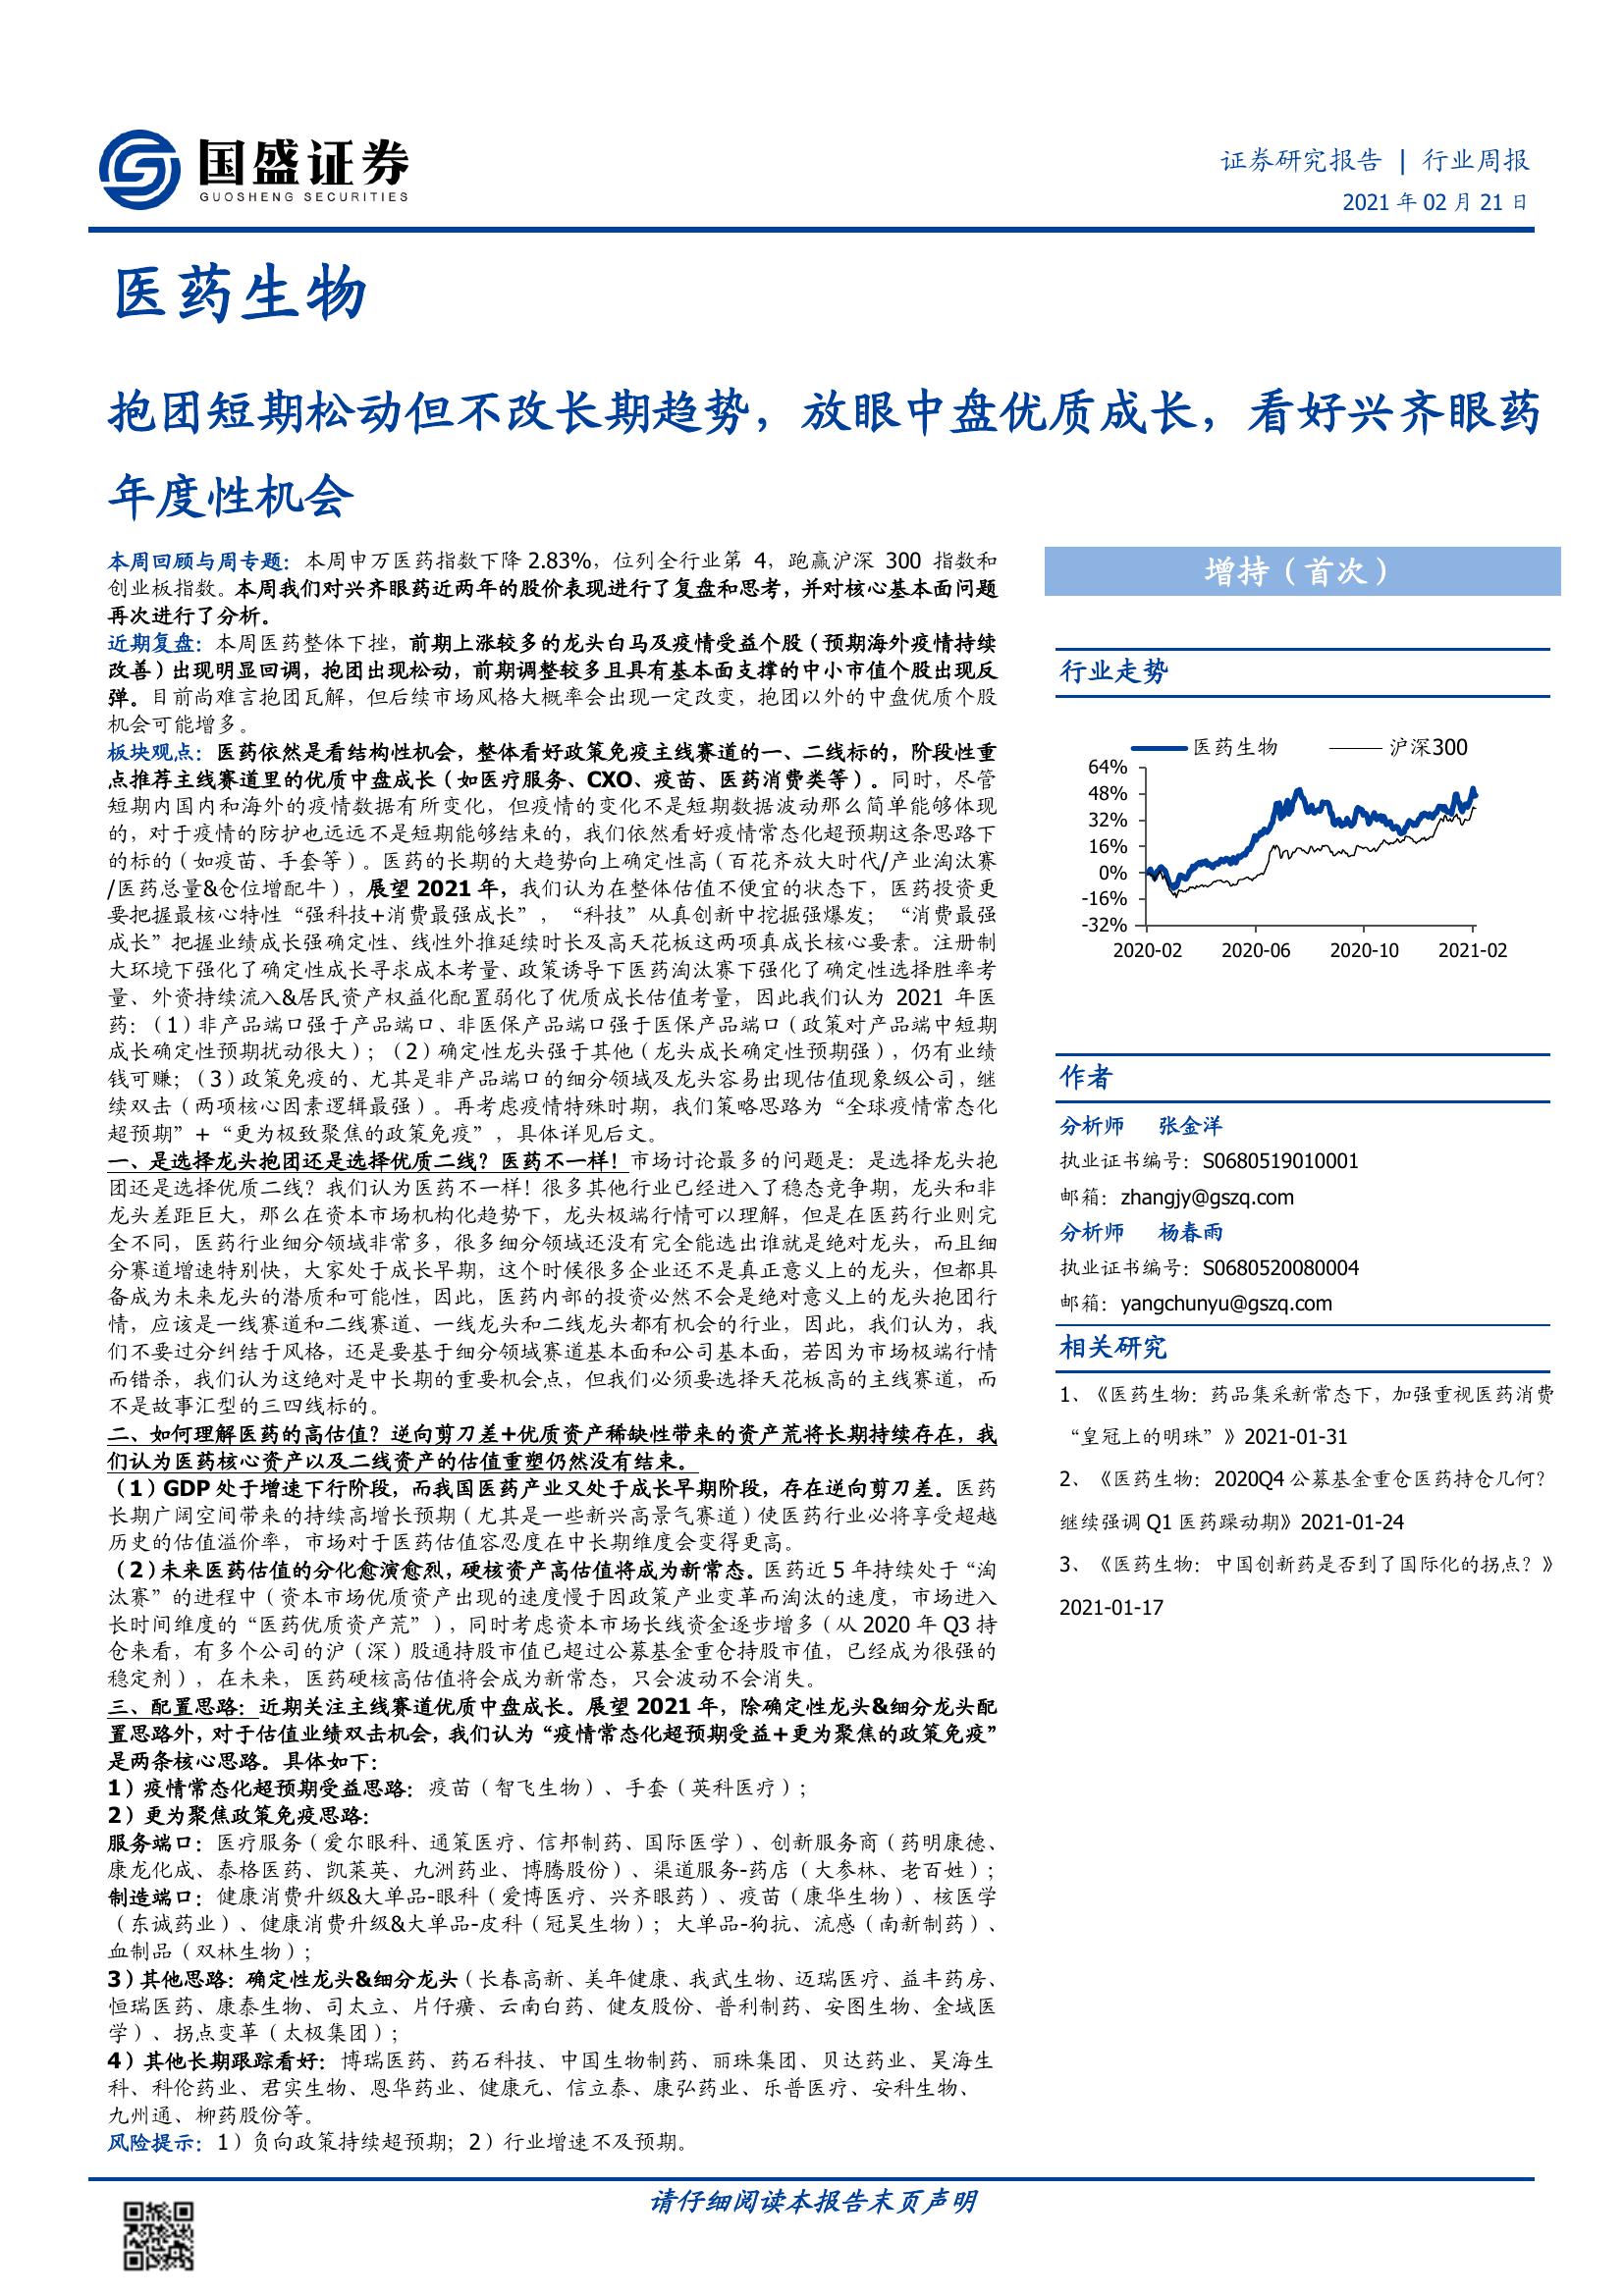 国盛证券
GUOSHENG SECURITIES
证券研究报告 | 行业周报
2021 年 02 月 21 日
医药生物
抱团短期松动但不改长期趋势，放眼中盘优质成长，看好兴齐眼药
年度性机会
本周回顾与周专题：本周申万医药指数下降 2.83%，位列全行业第 4，跑赢沪深 300 指数和
创业板指数。本周我们对兴齐眼药近两年的股价表现进行了复盘和思考，并对核心基本面问题
再次进行了分析。
近期复盘：本周医药整体下挫，前期上涨较多的龙头白马及疫情受益个股（预期海外疫情持续
改善）出现明显回调，抱团出现松动，前期调整较多且具有基本面支撑的中小市值个股出现反
弹。目前尚难言抱团瓦解，但后续市场风格大概率会出现一定改变，抱团以外的中盘优质个股
机会可能增多。
板块观点：医药依然是看结构性机会，整体看好政策免疫主线赛道的一、二线标的，阶段性重
点推荐主线赛道里的优质中盘成长（如医疗服务、CXO、疫苗、医药消费类等）。同时，尽管
短期内国内和海外的疫情数据有所变化，但疫情的变化不是短期数据波动那么简单能够体现
的，对于疫情的防护也远远不是短期能够结束的，我们依然看好疫情常态化超预期这条思路下
的标的（如疫苗、手套等）。医药的长期的大趋势向上确定性高（百花齐放大时代/产业淘汰赛
/医药总量&仓位增配牛），展望 2021 年，我们认为在整体估值不便宜的状态下，医药投资更
要把握最核心特性“强科技+消费最强成长”，“科技”从真创新中挖掘强爆发；“消费最强
成长”把握业绩成长强确定性、线性外推延续时长及高天花板这两项真成长核心要素。注册制
大环境下强化了确定性成长寻求成本考量、政策诱导下医药淘汰赛下强化了确定性选择胜率考
量、外资持续流入&居民资产权益化配置弱化了优质成长估值考量，因此我们认为 2021 年医
药：（1）非产品端口强于产品端口、非医保产品端口强于医保产品端口（政策对产品端中短期
成长确定性预期扰动很大）；（2）确定性龙头强于其他（龙头成长确定性预期强），仍有业绩
钱可赚；（3）政策免疫的、尤其是非产品端口的细分领域及龙头容易出现估值现象级公司，继
续双击（两项核心因素逻辑最强）。再考虑疫情特殊时期，我们策略思路为“全球疫情常态化
超预期”+“更为极致聚焦的政策免疫”，具体详见后文。
一、是选择龙头抱团还是选择优质二线？医药不一样！市场讨论最多的问题是：是选择龙头抱
团还是选择优质二线？我们认为医药不一样！很多其他行业已经进入了稳态竞争期，龙头和非
龙头差距巨大，那么在资本市场机构化趋势下，龙头极端行情可以理解，但是在医药行业则完
全不同，医药行业细分领域非常多，很多细分领域还没有完全能选出谁就是绝对龙头，而且细
分赛道增速特别快，大家处于成长早期，这个时候很多企业还不是真正意义上的龙头，但都具
备成为未来龙头的潜质和可能性，因此，医药内部的投资必然不会是绝对意义上的龙头抱团行
情，应该是一线赛道和二线赛道、一线龙头和二线龙头都有机会的行业，因此，我们认为，我
们不要过分纠结于风格，还是要基于细分领域赛道基本面和公司基本面，若因为市场极端行情
而错杀，我们认为这绝对是中长期的重要机会点，但我们必须要选择天花板高的主线赛道，而
不是故事汇型的三四线标的。
二、如何理解医药的高估值？逆向剪刀差+优质资产稀缺性带来的资产荒将长期持续存在，我
们认为医药核心资产以及二线资产的估值重塑仍然没有结束。
（1）GDP 处于增速下行阶段，而我国医药产业又处于成长早期阶段，存在逆向剪刀差。医药
长期广阔空间带来的持续高增长预期（尤其是一些新兴高景气赛道）使医药行业必将享受超越
历史的估值溢价率，市场对于医药估值容忍度在中长期维度会变得更高。
（2）未来医药估值的分化愈演愈烈，硬核资产高估值将成为新常态。医药近 5 年持续处于“淘
汰赛”的进程中（资本市场优质资产出现的速度慢于因政策产业变革而淘汰的速度，市场进入
长时间维度的“医药优质资产荒”），同时考虑资本市场长线资金逐步增多（从 2020 年 Q3 持
仓来看，有多个公司的沪（深）股通持股市值已超过公募基金重仓持股市值，已经成为很强的
稳定剂），在未来，医药硬核高估值将会成为新常态，只会波动不会消失。
三、配置思路：近期关注主线赛道优质中盘成长。展望 2021 年，除确定性龙头&细分龙头配
置思路外，对于估值业绩双击机会，我们认为“疫情常态化超预期受益+更为聚焦的政策免疫”
是两条核心思路。具体如下：
1）疫情常态化超预期受益思路：疫苗（智飞生物）、手套（英科医疗）；
2）更为聚焦政策免疫思路：
服务端口：医疗服务（爱尔眼科、通策医疗、信邦制药、国际医学）、创新服务商（药明康德、
康龙化成、泰格医药、凯莱英、九洲药业、博腾股份）、渠道服务-药店（大参林、老百姓）；
制造端口：健康消费升级&大单品-眼科（爱博医疗、兴齐眼药）、疫苗（康华生物）、核医学
（东诚药业）、健康消费升级&大单品-皮科（冠昊生物）；大单品-狗抗、流感（南新制药）、
血制品（双林生物）；
3）其他思路：确定性龙头&细分龙头（长春高新、美年健康、我武生物、迈瑞医疗、益丰药房、
恒瑞医药、康泰生物、司太立、片仔癀、云南白药、健友股份、普利制药、安图生物、金域医
学）、拐点变革（太极集团）；
4）其他长期跟踪看好：博瑞医药、药石科技、中国生物制药、丽珠集团、贝达药业、昊海生
科、科伦药业、君实生物、恩华药业、健康元、信立泰、康弘药业、乐普医疗、安科生物、
九州通、柳药股份等。
风险提示：1）负向政策持续超预期；2）行业增速不及预期。
增持（首次）
行业走势
医药生物 沪深300
64%
48%
32%
16%
0%
-16%
-32%
2020-02 2020-06 2020-10 2021-02
作者
分析师 张金洋
执业证书编号：S0680519010001
邮箱：zhangjy@gszq.com
分析师 杨春雨
执业证书编号：S0680520080004
邮箱：yangchunyu@gszq.com
相关研究
1、《医药生物：药品集采新常态下，加强重视医药消费
“皇冠上的明珠”》2021-01-31
2、《医药生物：2020Q4 公募基金重仓医药持仓几何？
继续强调 Q1 医药躁动期》2021-01-24
3、《医药生物：中国创新药是否到了国际化的拐点？》
2021-01-17
请仔细阅读本报告末页声明